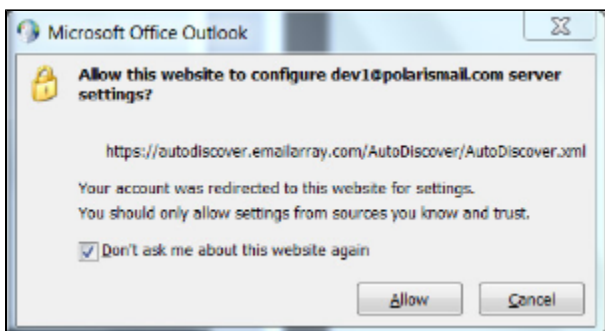 Microsoft Office Outlook
Allow this website to configure dev1@polarismail.com server
settings?
https://autodiscover.emailarray.com/AutoDiscover/AutoDiscover.xml
Your account was redirected to this website for settings.
You should only allow settings from sources you know and trust.
Don't ask me about this website again
Allow
Cancel